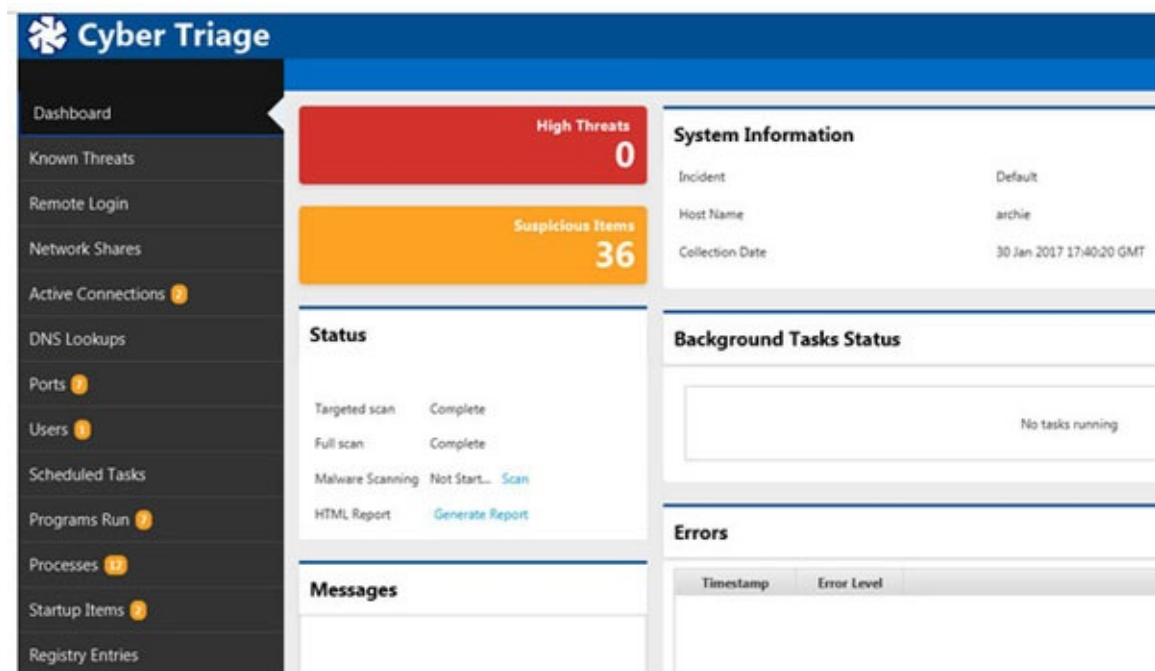 Cyber Triage
Dashboard
Known Threats
Remote Login
Network Shares
Active Connections 2
DNS Lookups
Ports 7
Users 1
Scheduled Tasks
Programs Run 7
Processes 17
Startup Items 2
Registry Entries
High Threats
0
Suspicious Items
36
Status
Targeted scan Complete
Full scan Complete
Malware Scanning Not Start... Scan
HTML Report Generate Report
Messages
System Information
Incident Default
Host Name archie
Collection Date 30 Jan 2017 17:40:20 GMT
Background Tasks Status
No tasks running
Errors
Timestamp Error Level